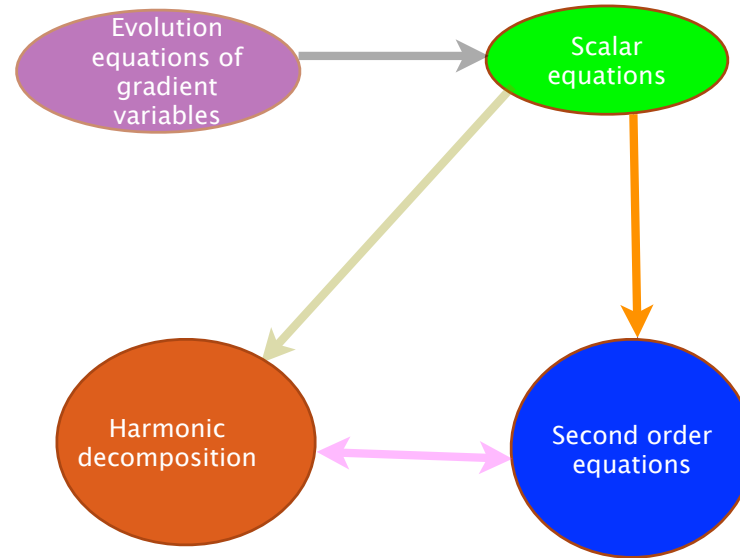 Evolution
equations of
gradient
variables
Scalar
equations
Harmonic
decomposition
Second order
equations